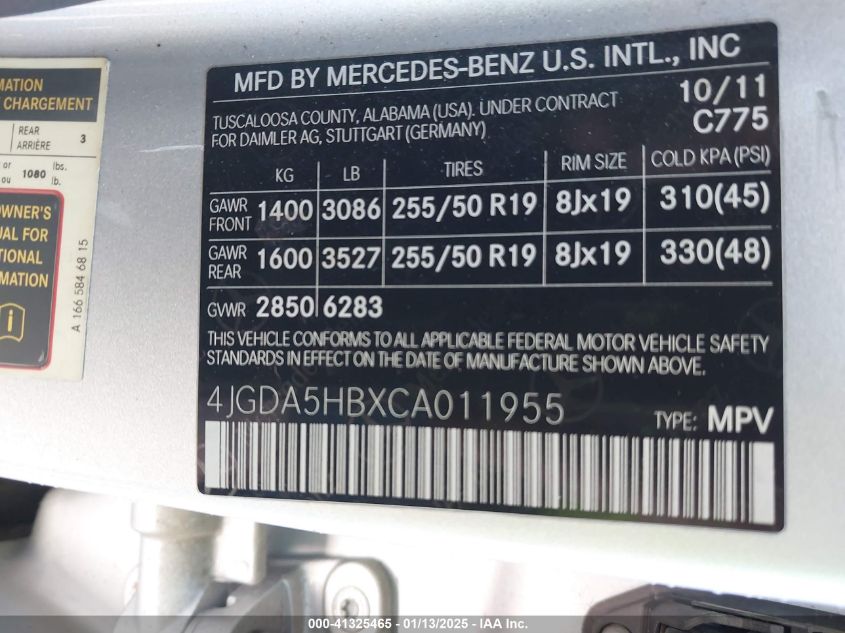 MATION
CHARGEMENT
REAR
ARRIÈRE
3
or
ou
1080
lbs.
lb.
OWNER'S
UAL FOR
TIONAL
RMATION
A 166 584 68 15
MFD BY MERCEDES-BENZ U.S. INTL., INC
TUSCALOOSA COUNTY, ALABAMA (USA). UNDER CONTRACT
FOR DAIMLER AG, STUTTGART (GERMANY)
10/11
C775
KG LB TIRES RIM SIZE COLD KPA (PSI)
GAWR FRONT 1400 3086 255/50 R19 8Jx19 310(45)
GAWR REAR 1600 3527 255/50 R19 8Jx19 330(48)
GVWR 2850 6283
THIS VEHICLE CONFORMS TO ALL APPLICABLE FEDERAL MOTOR VEHICLE SAFETY
STANDARDS IN EFFECT ON THE DATE OF MANUFACTURE SHOWN ABOVE.
4JGDA5HBXCA011955
TYPE: MPV
000-41325465 - 01/13/2025 - I__A__Inc.